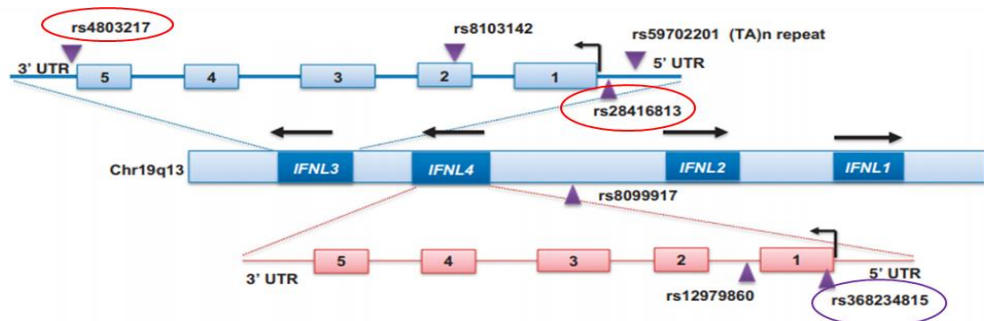 rs4803217
rs8103142
rs59702201 (TA)n repeat
3’ UTR
5
4
3
2
1
5’ UTR
rs28416813
Chr19q13
IFNL3
IFNL4
IFNL2
IFNL1
rs8099917
3’ UTR
5
4
3
2
1
5’ UTR
rs12979860
rs368234815